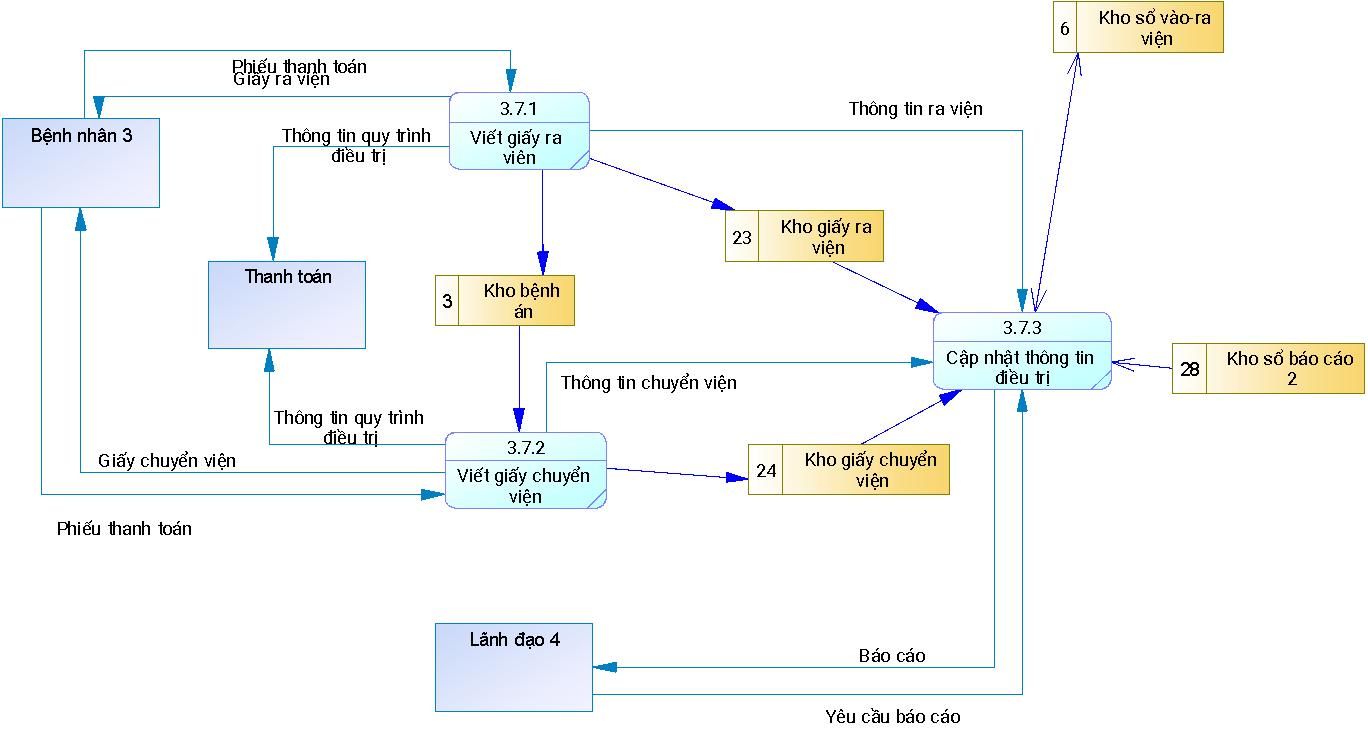 6
Kho sổ vào-ra
viện
Phiếu thanh toán
Giấy ra viện
3.7.1
Viết giấy ra
viên
Thông tin ra viện
Bệnh nhân 3
Thông tin quy trình
điều trị
23
Kho giấy ra
viện
Thanh toán
3
Kho bệnh
án
3.7.3
Cập nhật thông tin
điều trị
28
Kho sổ báo cáo
2
Thông tin chuyển viện
Thông tin quy trình
điều trị
3.7.2
Viết giấy chuyển
viện
24
Kho giấy chuyển
viện
Giấy chuyển viện
Phiếu thanh toán
Lãnh đạo 4
Báo cáo
Yêu cầu báo cáo